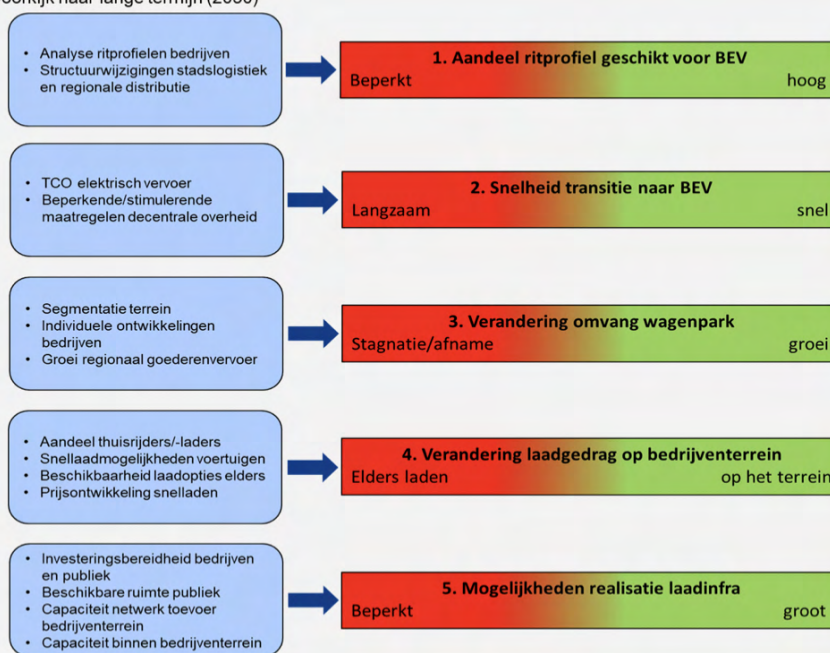 naar lange termijn
• Analyse ritprofielen bedrijven
• Structuurwijzigingen stadslogistiek
en regionale distributie
1. Aandeel ritprofiel geschikt voor BEV
Beperkt hoog
• TCO elektrisch vervoer
• Beperkende/stimulerende
maatregelen decentrale overheid
2. Snelheid transitie naar BEV
Langzaam snel
• Segmentatie terrein
• Individuele ontwikkelingen
bedrijven
• Groei regionaal goederenvervoer
3. Verandering omvang wagenpark
Stagnatie/afname groei
• Aandeel thuisrijders/-laders
• Snellaadmogelijkheden voertuigen
• Beschikbaarheid laadopties elders
• Prijsontwikkeling snelladen
4. Verandering laadgedrag op bedrijventerrein
Elders laden op het terrein
• Investeringsbereidheid bedrijven
en publiek
• Beschikbare ruimte publiek
• Capaciteit netwerk toevoer
bedrijventerrein
• Capaciteit binnen bedrijventerrein
5. Mogelijkheden realisatie laadinfra
Beperkt groot